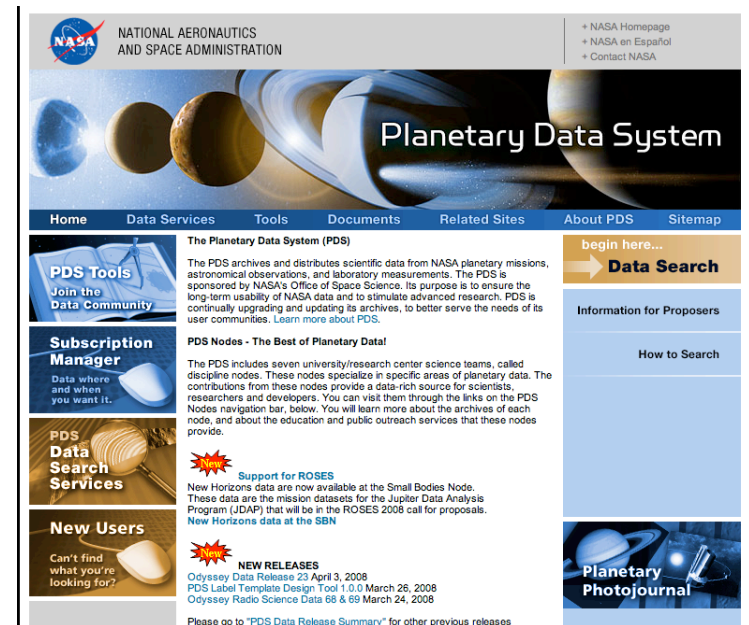 NASA
NATIONAL AERONAUTICS
AND SPACE ADMINISTRATION
+ NASA Homepage
+ NASA en Español
+ Contact NASA
Planetary Data System
Home Data Services Tools Documents Related Sites About PDS Sitemap
PDS Tools
Join the
Data Community
Subscription
Manager
Data where
and when
you want it.
PDS
Data
Search
Services
New Users
Can't find
what you're
looking for?
The Planetary Data System (PDS)
The PDS archives and distributes scientific data from NASA planetary missions,
astronomical observations, and laboratory measurements. The PDS is
sponsored by NASA's Office of Space Science. Its purpose is to ensure the
long-term usability of NASA data and to stimulate advanced research. PDS is
continually upgrading and updating its archives, to better serve the needs of its
user communities. Learn more about PDS.
PDS Nodes - The Best of Planetary Data!
The PDS includes seven university/research center science teams, called
discipline nodes. These nodes specialize in specific areas of planetary data. The
contributions from these nodes provide a data-rich source for scientists,
researchers and developers. You can visit them through the links on the PDS
Nodes navigation bar, below. You will learn more about the archives of each
node, and about the education and public outreach services that these nodes
provide.
New
Support for ROSES
New Horizons data are now available at the Small Bodies Node.
These data are the mission datasets for the Jupiter Data Analysis
Program (JDAP) that will be in the ROSES 2008 call for proposals.
New Horizons data at the SBN
New
NEW RELEASES
Odyssey Data Release 23 April 3, 2008
PDS Label Template Design Tool 1.0.0 March 26, 2008
Odyssey Radio Science Data 68 & 69 March 24, 2008
Please go to "PDS Data Release Summary" for other previous releases
begin here...
Data Search
Information for Proposers
How to Search
Planetary
Photojournal